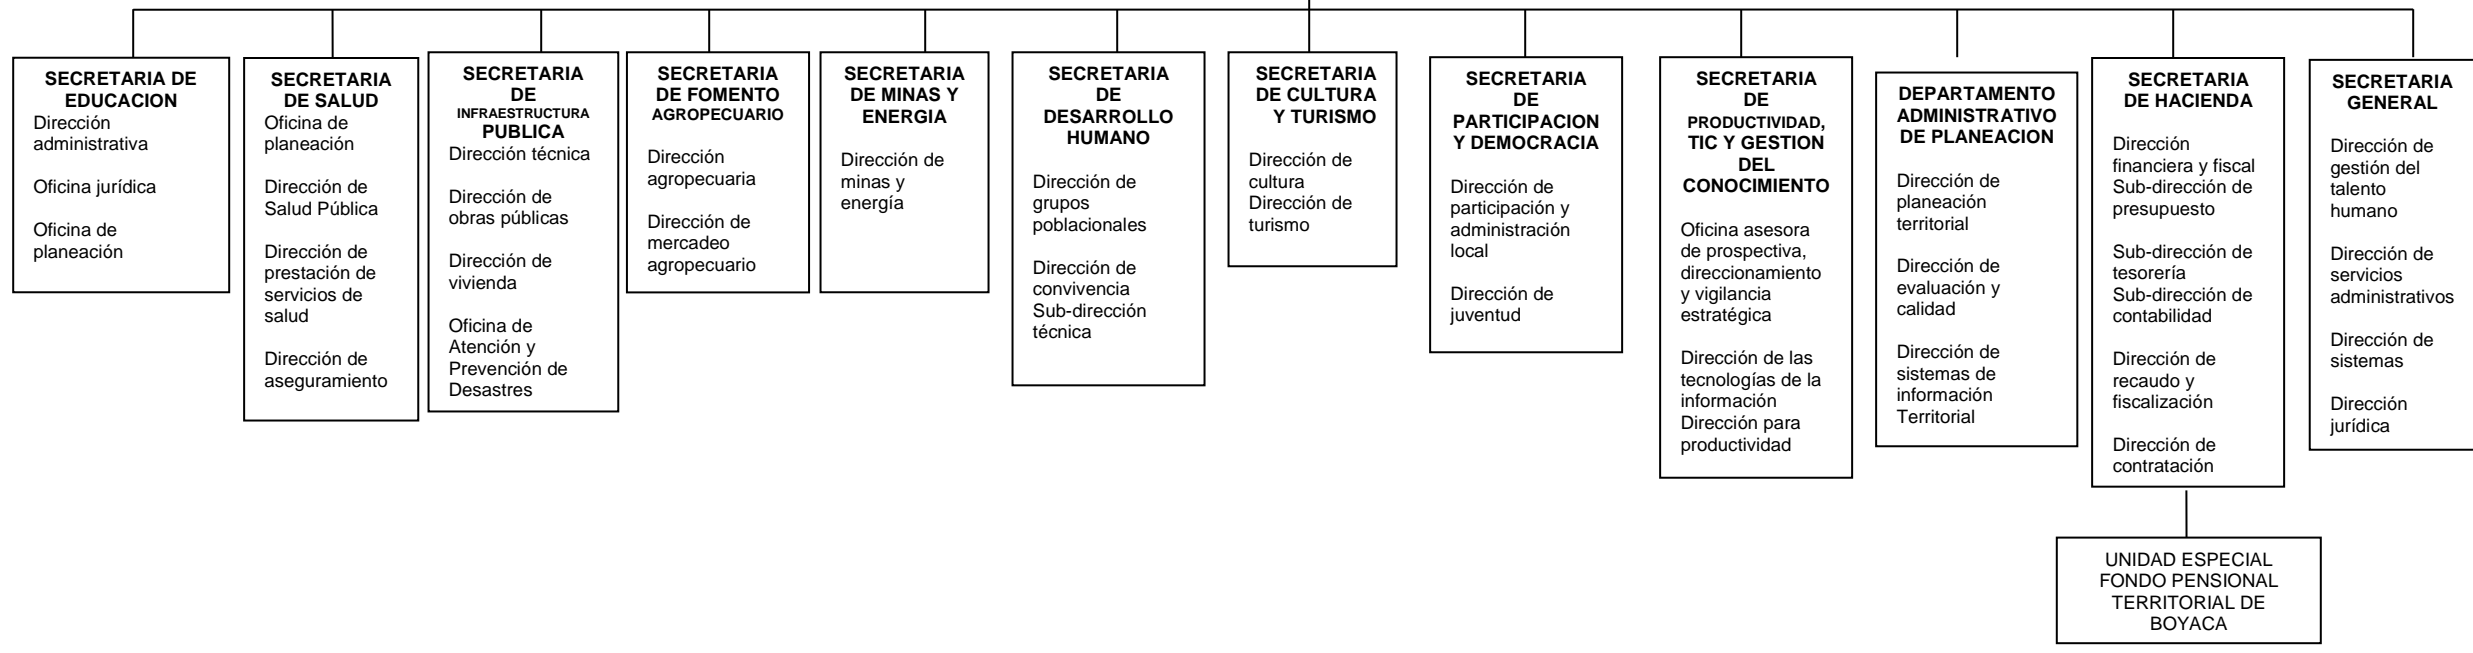 SECRETARIA DE
EDUCACION
Dirección
administrativa
Oficina jurídica
Oficina de
planeación
SECRETARIA
DE SALUD
Oficina de
planeación
Dirección de
Salud Pública
Dirección de
prestación de
servicios de
salud
Dirección de
aseguramiento
SECRETARIA
DE
INFRAESTRUCTURA
PUBLICA
Dirección técnica
Dirección de
obras públicas
Dirección de
vivienda
Oficina de
Atención y
Prevención de
Desastres
SECRETARIA
DE FOMENTO
AGROPECUARIO
Dirección
agropecuaria
Dirección de
mercadeo
agropecuario
SECRETARIA
DE MINAS Y
ENERGIA
Dirección de
minas y
energía
SECRETARIA
DE
DESARROLLO
HUMANO
Dirección de
grupos
poblacionales
Dirección de
convivencia
Sub-dirección
técnica
SECRETARIA
DE CULTURA
Y TURISMO
Dirección de
cultura
Dirección de
turismo
SECRETARIA
DE
PARTICIPACION
Y DEMOCRACIA
Dirección de
participación y
administración
local
Dirección de
juventud
SECRETARIA
DE
PRODUCTIVIDAD,
TIC Y GESTION
DEL
CONOCIMIENTO
Oficina asesora
de prospectiva,
direccionamiento
y vigilancia
estratégica
Dirección de las
tecnologías de la
información
Dirección para
productividad
DEPARTAMENTO
ADMINISTRATIVO
DE PLANEACION
Dirección de
planeación
territorial
Dirección de
evaluación y
calidad
Dirección de
sistemas de
información
Territorial
SECRETARIA
DE HACIENDA
Dirección
financiera y fiscal
Sub-dirección de
presupuesto
Sub-dirección de
tesorería
Sub-dirección de
contabilidad
Dirección de
recaudo y
fiscalización
Dirección de
contratación
SECRETARIA
GENERAL
Dirección de
gestión del
talento
humano
Dirección de
servicios
administrativos
Dirección de
sistemas
Dirección
jurídica
UNIDAD ESPECIAL
FONDO PENSIONAL
TERRITORIAL DE
BOYACA